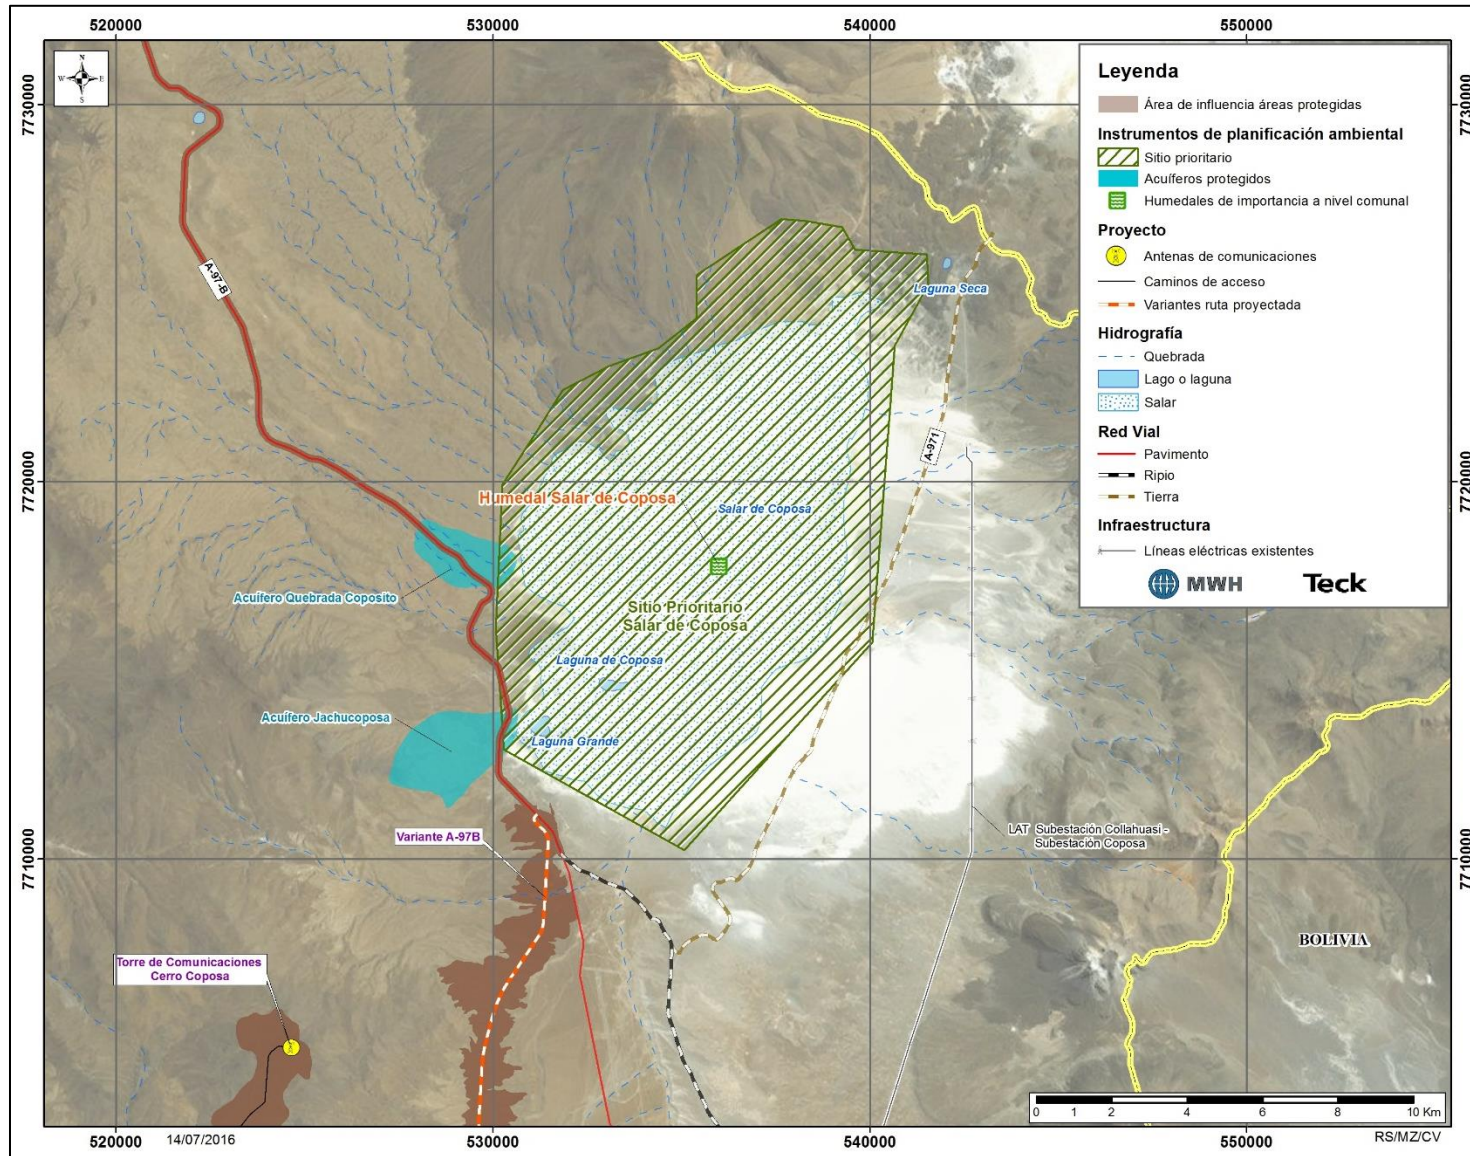 520000
530000
540000
550000
7730000
7730000
N
W
E
S
Leyenda
Área de influencia áreas protegidas
Instrumentos de planificación ambiental
Sitio prioritario
Acuíferos protegidos
Humedales de importancia a nivel comunal
Proyecto
Antenas de comunicaciones
Caminos de acceso
Variantes ruta proyectada
Hidrografía
Quebrada
Lago o laguna
Salar
Red Vial
Pavimento
Ripio
Tierra
Infraestructura
Líneas eléctricas existentes
MWH
Teck
A-97-B
Laguna Seca
A-971
7720000
7720000
Humedal Salar de Coposa
Salar de Coposa
Acuífero Quebrada Coposito
Sitio Prioritario
Salar de Coposa
Laguna de Coposa
Acuífero Jachucoposa
Laguna Grande
Variante A-97B
LAT Subestación Collahuasi -
Subestación Coposa
7710000
7710000
BOLIVIA
Torre de Comunicaciones
Cerro Coposa
0
1
2
4
6
8
10 Km
520000
14/07/2016
530000
540000
550000
RS/MZ/CV